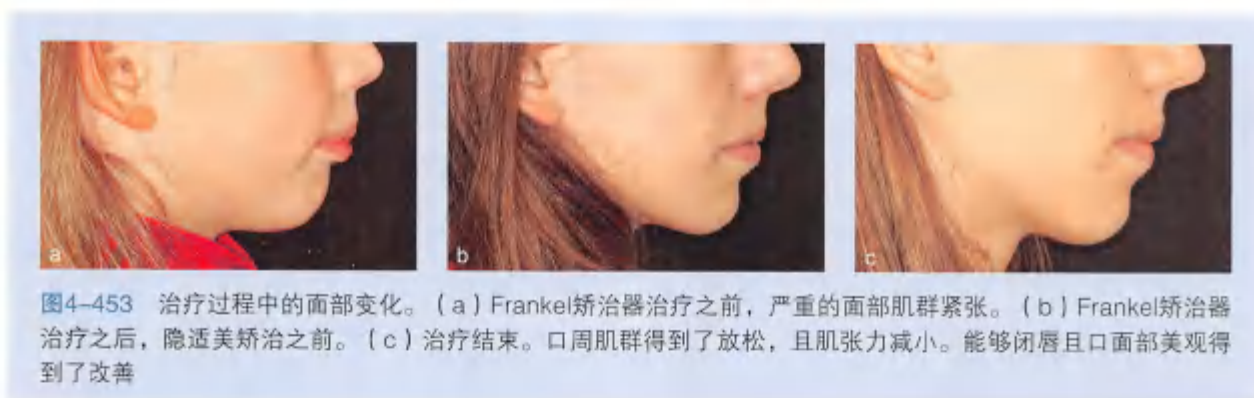 a
b
c
图4-453 治疗过程中的面部变化。（a）Frankel矫治器治疗之前，严重的面部肌群紧张。（b）Frankel矫治器
治疗之后，隐适美矫治之前。（c）治疗结束。口周肌群得到了放松，且肌张力减小。能够闭唇且口面部美观得
到了改善